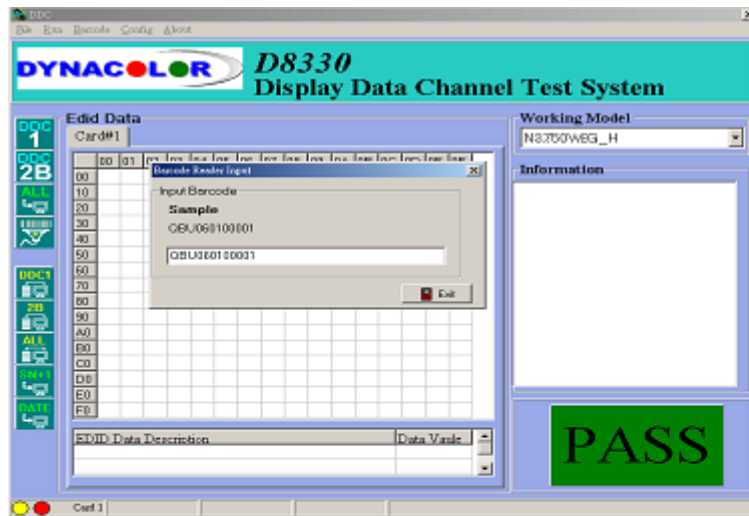 DDC
File Run Barcode Config About
DYNACOLOR
D8330
Display Data Channel Test System
DDC
1
DDC
2B
ALL
DDC1
2B
ALL
SN+1
DATE
Edid Data
Card#1
00 01
00
10
20
30
40
50
60
70
80
90
A0
B0
C0
D0
E0
F0
Barcode Reader Input
Input Barcode
Sample
QBU060100001
QBU060100001
Exit
EDID Data Description Data Vaule
Working Model
Information
PASS
Card 1